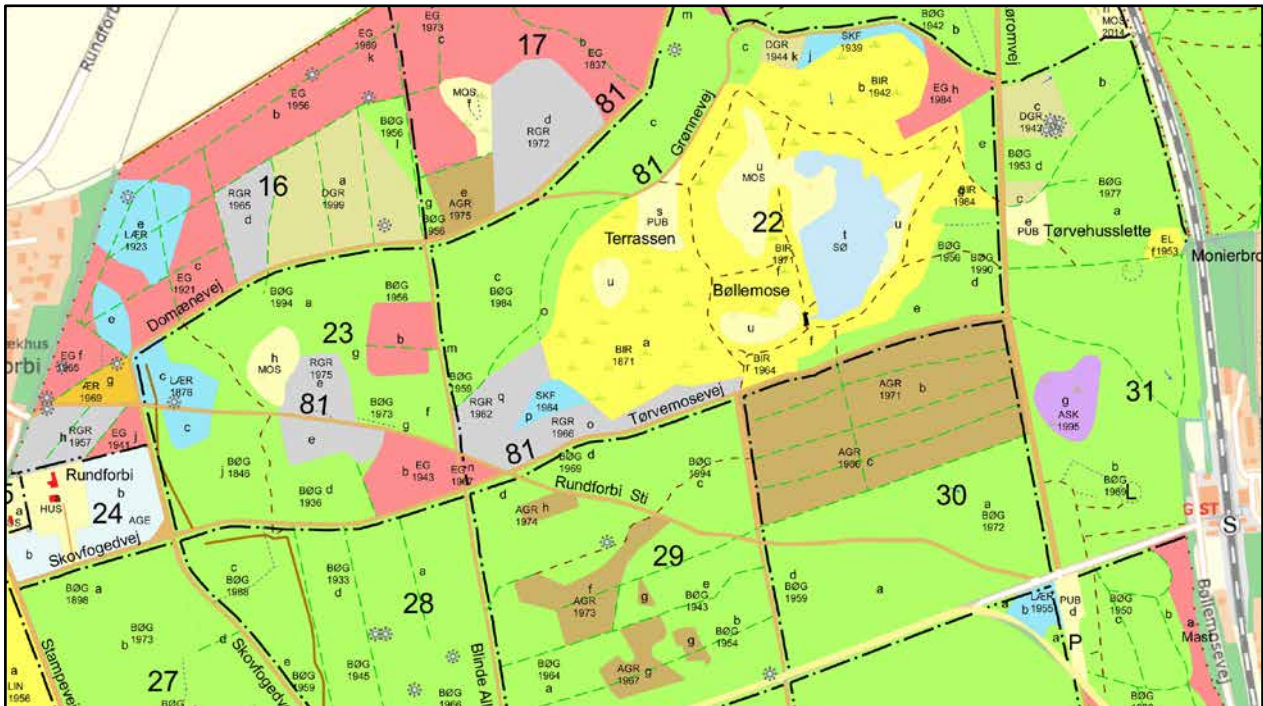 Rundforbi
EG
1989
k
EG
1973
c
17
b
EG
1837
m
BØG
1942
b
MOS
2014
EG
1956
b
BØG
1956
l
MOS
f
d
RGR
1972
81
c
Grønnevej
81
c
DGR
1944 k
SKF
1939
j
b BIR
1942
EG h
1984
e
c
DGR
1943
BØG
1953 d
b
BØG
1977
a
e
LÆR
1923
16
RGR
1965
d
a
DGR
1999
e
AGR
1975
g
BØG
1956
s
PUB
Terrassen
u
MOS
22
t
SØ
u
BIR
1984
c
e
PUB
Tørvehusslette
EL
f1953
Monierbro
c
EG
1921
Domænevej
BØG
1994
a
BØG
1956
23
b
g
m
c
BØG
1984
o
u
BIR
1971
f
Bøllemose
u
f
BØG
1956
BØG
1990
d
e
EG f
1965
e
g
ÆR
1969
c
LÆR
1878
c
h
MOS
RGR
1975
e
81
e
BØG
1973
f
g
BØG
1959
RGR
1982
q
SKF
1984
p
RGR
1966
o
81
BIR
1871
a
BIR
1964
Tørvemosevej
AGR
1971
b
AGR
1966
c
g
ASK
1995
31
h
RGR
1957
EG
1941
j
Rundforbi
b
24
AGE
HUS
a
b
Skovfogedvej
j BØG
1849
BØG
1936
d
b EG
1943
EG
1967
n
BØG
1969
d
BØG
1994
c
Rundforbi Sti
30
a
BØG
1972
b
BØG
1989
L
G ST
S
d
AGR
1974
h
29
BØG
1898
a
c
BØG
1988
BØG
1933
d
a
28
f
AGR
1973
g
e
BØG
1943
b
BØG
1954
g
d
BØG
1959
a
a
LÆR
b 1955
a
PUB
d
P
BØG
1950
c
b
a
Mast
Bøllemosevej
BØG
1973
b
d
27
BØG
a
LIN
1956
Stampevej
e
BØG
1959
BØG
1945
Blinde All
BØG
1966
BØG
1964
a
AGR
1967
g